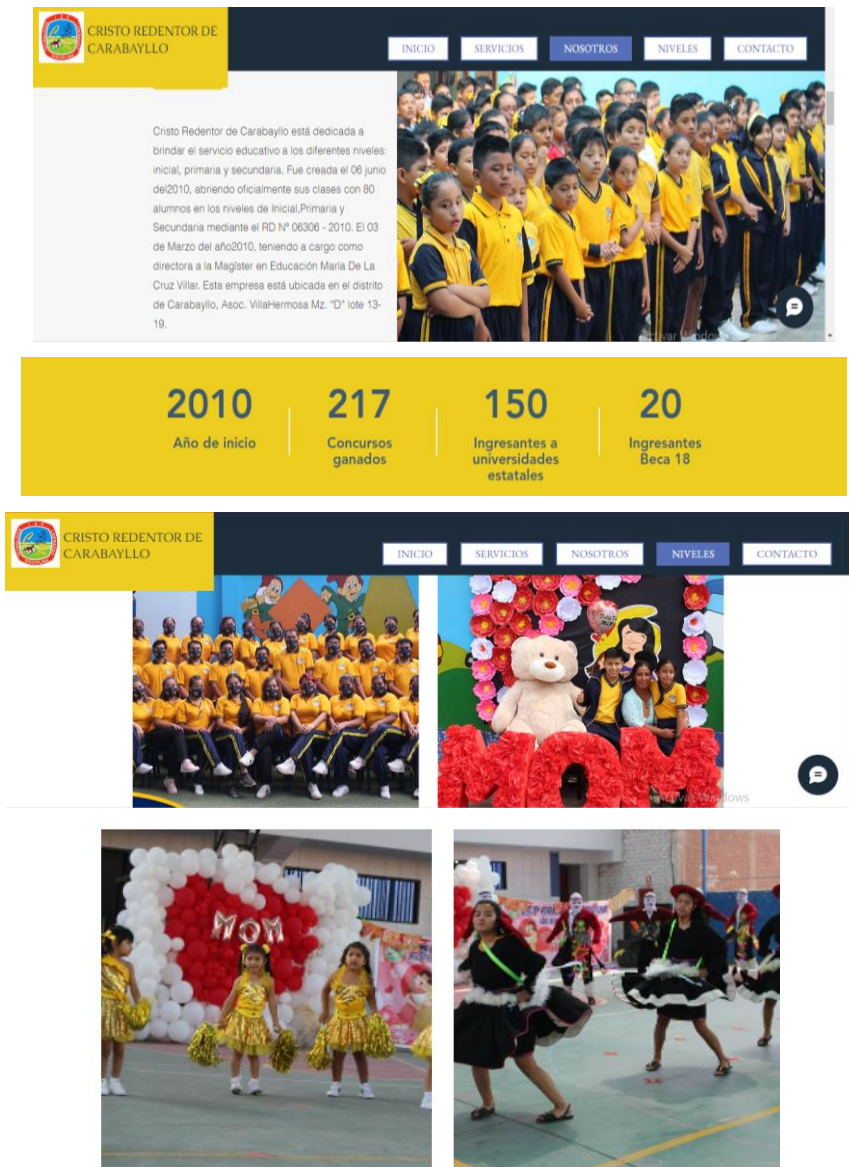 CRISTO REDENTOR DE
CARABAYLLO
INICIO
SERVICIOS
NOSOTROS
NIVELES
CONTACTO
Cristo Redentor de Carabayllo está dedicada a
brindar el servicio educativo a los diferentes niveles:
inicial, primaria y secundaria. Fue creada el 06 junio
del2010, abriendo oficialmente sus clases con 80
alumnos en los niveles de Inicial,Primaria y
Secundaria mediante el RD N° 06306 - 2010. El 03
de Marzo del año2010, teniendo a cargo como
directora a la Magíster en Educación María De La
Cruz Villar. Esta empresa está ubicada en el distrito
de Carabayllo, Asoc. VillaHermosa Mz. "D" lote 13-
19.
Activar Windows
2010
Año de inicio
217
Concursos
ganados
150
Ingresantes a
universidades
estatales
20
Ingresantes
Beca 18
CRISTO REDENTOR DE
CARABAYLLO
INICIO
SERVICIOS
NOSOTROS
NIVELES
CONTACTO
MOM
Activar Windows
MOM